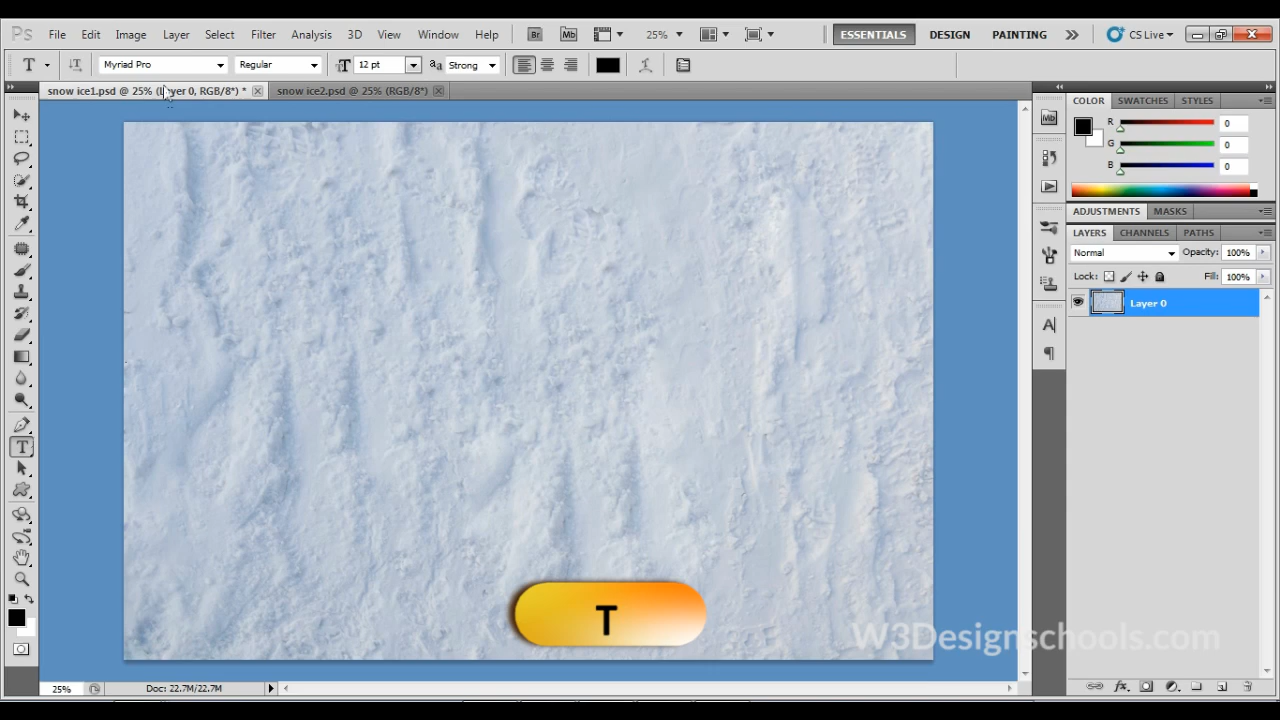 Ps File Edit Image Layer Select Filter Analysis 3D View Window Help Br Mb 25% ESSENTIALS DESIGN PAINTING CS Live
T Myriad Pro Regular T 12 pt aa Strong
snow ice1.psd @ 25% (Layer 0, RGB/8*) * snow ice2.psd @ 25% (RGB/8*)
COLOR SWATCHES STYLES
Mb
R 0
G 0
B 0
ADJUSTMENTS MASKS
LAYERS CHANNELS PATHS
Normal Opacity: 100%
Lock: Fill: 100%
Layer 0
A
T
T
W3Designschools.com
25% Doc: 22.7M/22.7M
fx